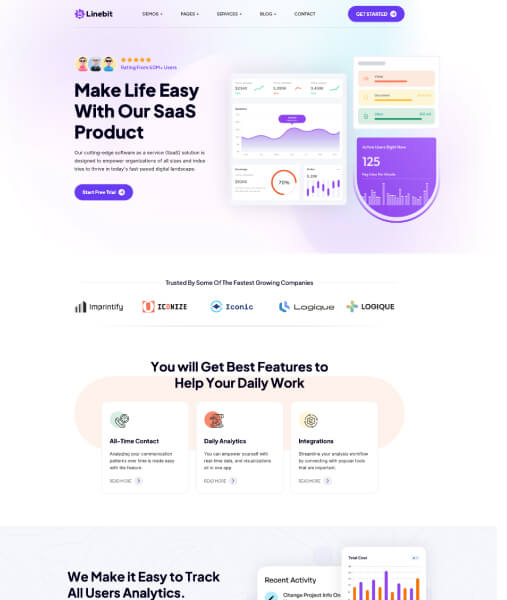 Linebit
DEMOS +
PAGES +
SERVICES +
BLOG +
CONTACT
GET STARTED
Rating From 50M+ Users
Make Life Easy
With Our SaaS
Product
Our cutting-edge software as a service (SaaS) solution is
designed to empower organizations of all sizes and indus
tries to thrive in today's fast paced digital landscape.
Start Free Trial
70%
Active Users Right Now
125
Page View Per Minute
Trusted By Some Of The Fastest Growing Companies
Imprintify
ICONIZE
Iconic
Logique
LOGIQUE
You will Get Best Features to
Help Your Daily Work
All-Time Contact
Analyzing your communication
patterns over time is made easy
with the feature.
READ MORE
Daily Analytics
You can empower yourself with
real-time data, and visualizations
all in one app
READ MORE
Integrations
Streamline your analysis workflow
by connecting with popular tools
that are important.
READ MORE
We Make it Easy to Track
All Users Analytics.
Total Cost
Recent Activity
Change Project Info On